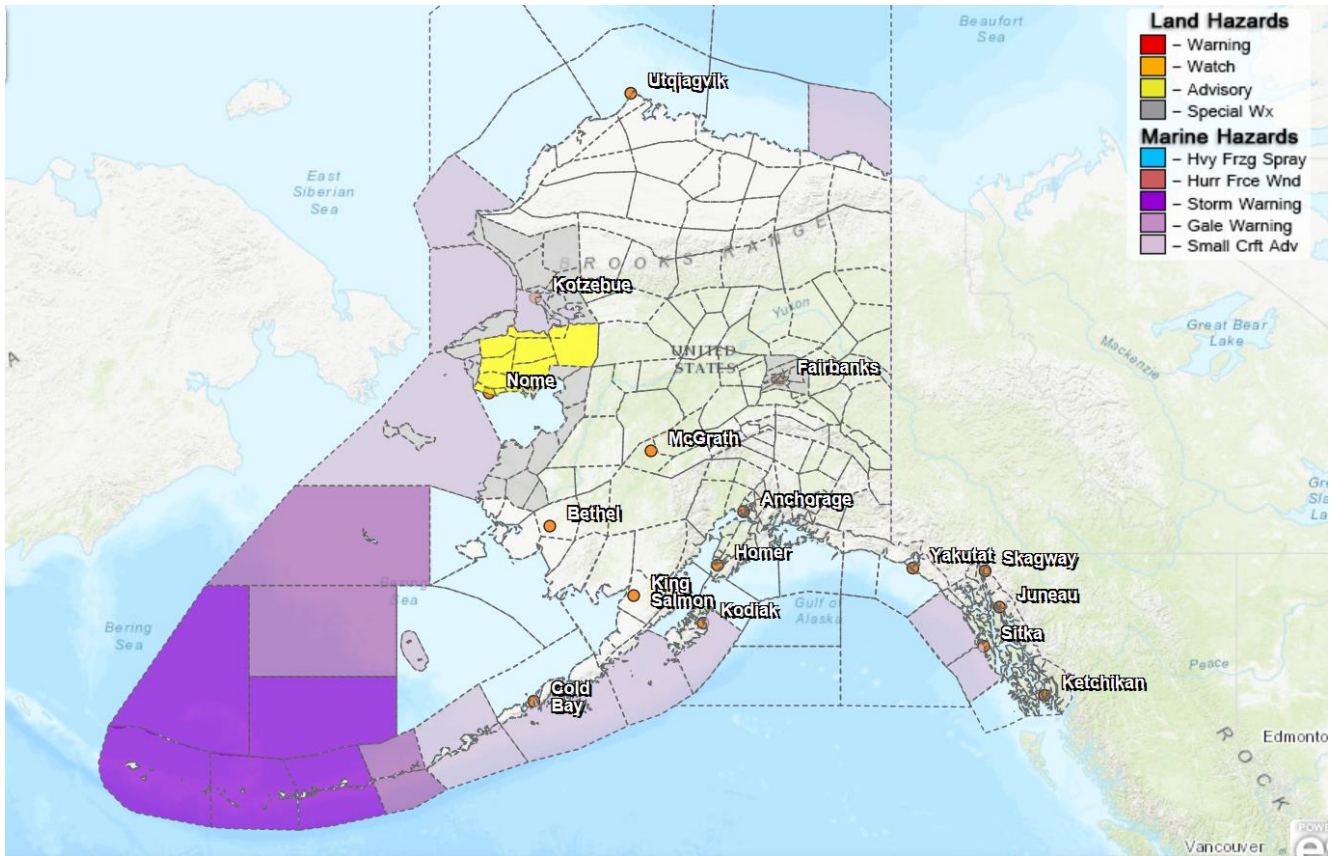 Land Hazards
– Warning
– Watch
– Advisory
– Special Wx
Marine Hazards
– Hvy Frzg Spray
– Hurr Frce Wnd
– Storm Warning
– Gale Warning
– Small Crft Adv
Beaufort
Sea
Utqiagvik
East
Siberian
Sea
BROOKS RANGE
Kotzebue
Yukon
Great Bear
Lake
Mackenzie
UNITED
STATES
Fairbanks
Nome
McGrath
Anchorage
Bethel
Homer
Yakutat
Skagway
King
Salmon
Kodiak
Juneau
Gulf of
Alaska
Bering
Sea
Sea
Sitka
Peace
Ketchikan
Cold
Bay
ROCK
Edmonto
Vancouver